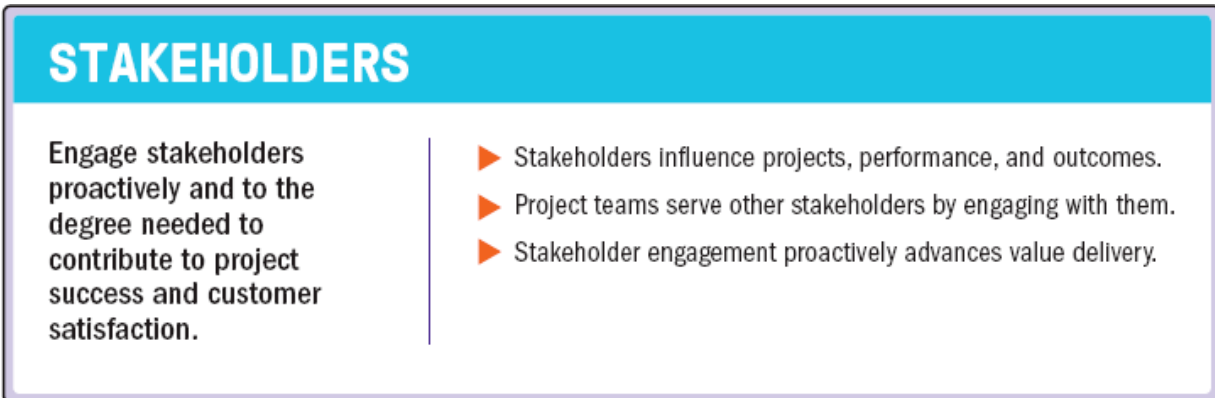 STAKEHOLDERS
Engage stakeholders
proactively and to the
degree needed to
contribute to project
success and customer
satisfaction.
Stakeholders influence projects, performance, and outcomes.
Project teams serve other stakeholders by engaging with them.
Stakeholder engagement proactively advances value delivery.